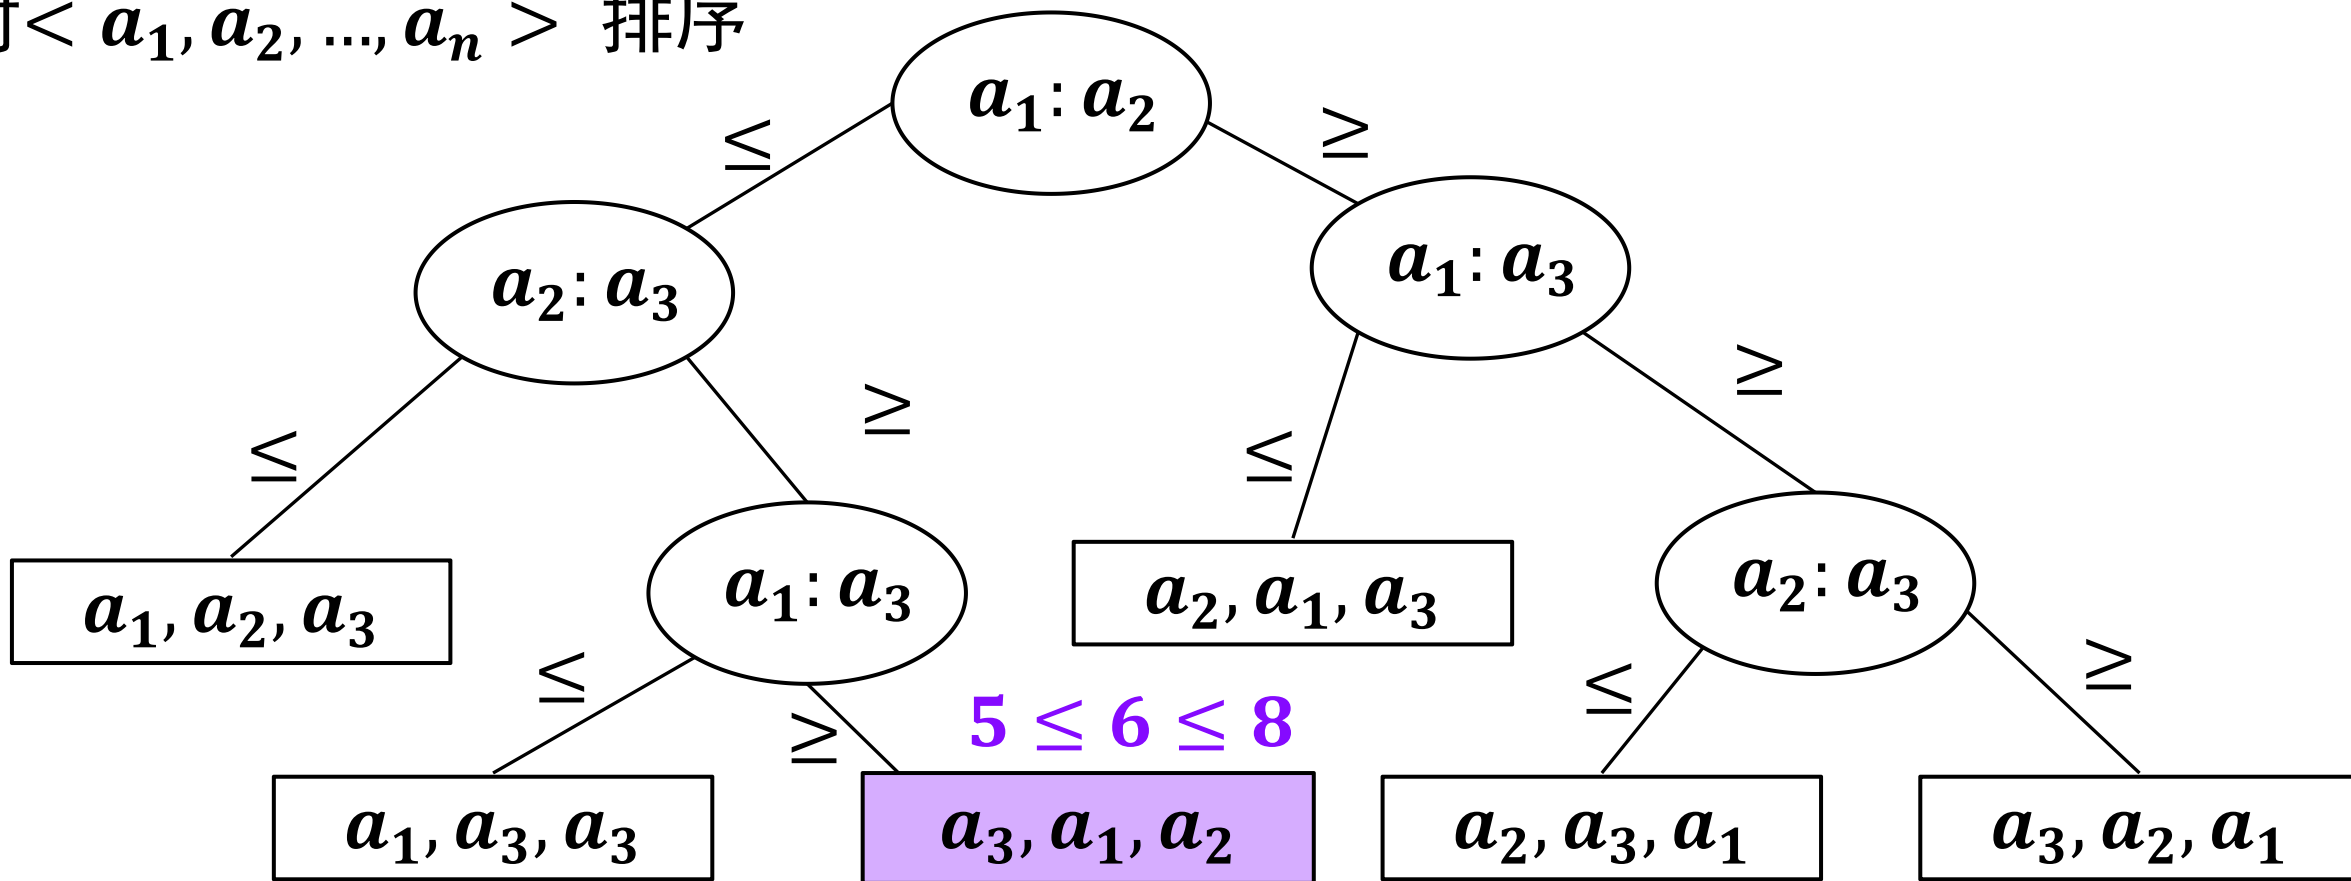 < a₁, a₂, ..., aₙ > 排序
a₁: a₂
≤
≥
a₂: a₃
a₁: a₃
≤
≥
≤
≥
a₁, a₂, a₃
a₁: a₃
a₂, a₁, a₃
a₂: a₃
≤
≥
5 ≤ 6 ≤ 8
≤
≥
a₁, a₃, a₃
a₃, a₁, a₂
a₂, a₃, a₁
a₃, a₂, a₁